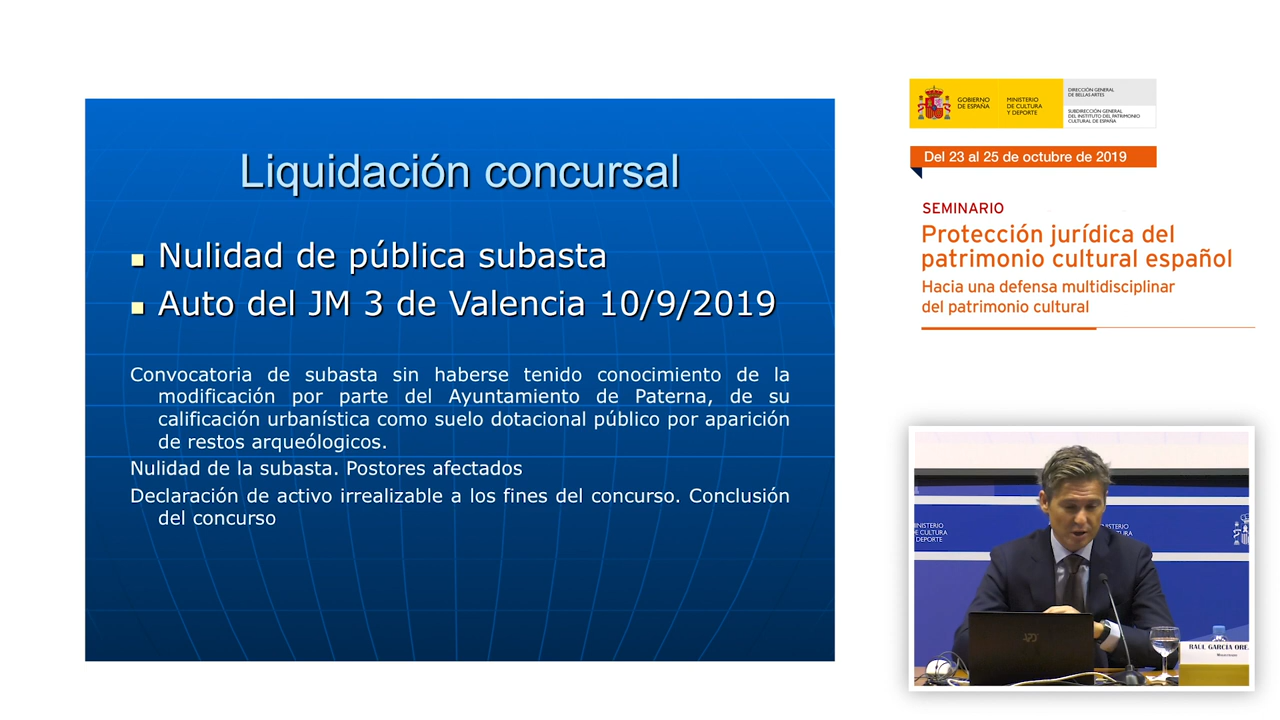 Liquidación concursal
Nulidad de pública subasta
Auto del JM 3 de Valencia 10/9/2019
Convocatoria de subasta sin haberse tenido conocimiento de la
modificación por parte del Ayuntamiento de Paterna, de su
calificación urbanística como suelo dotacional público por aparición
de restos arqueólogicos.
Nulidad de la subasta. Postores afectados
Declaración de activo irrealizable a los fines del concurso. Conclusión
del concurso
GOBIERNO
DE ESPAÑA
MINISTERIO
DE CULTURA
Y DEPORTE
DIRECCIÓN GENERAL
DE BELLAS ARTES
SUBDIRECCIÓN GENERAL
DEL INSTITUTO DEL PATRIMONIO
CULTURAL DE ESPAÑA
Del 23 al 25 de octubre de 2019
SEMINARIO
Protección jurídica del
patrimonio cultural español
Hacia una defensa multidisciplinar
del patrimonio cultural
MINISTERIO
DE CULTURA
Y DEPORTE
RAUL GARCIA ORE